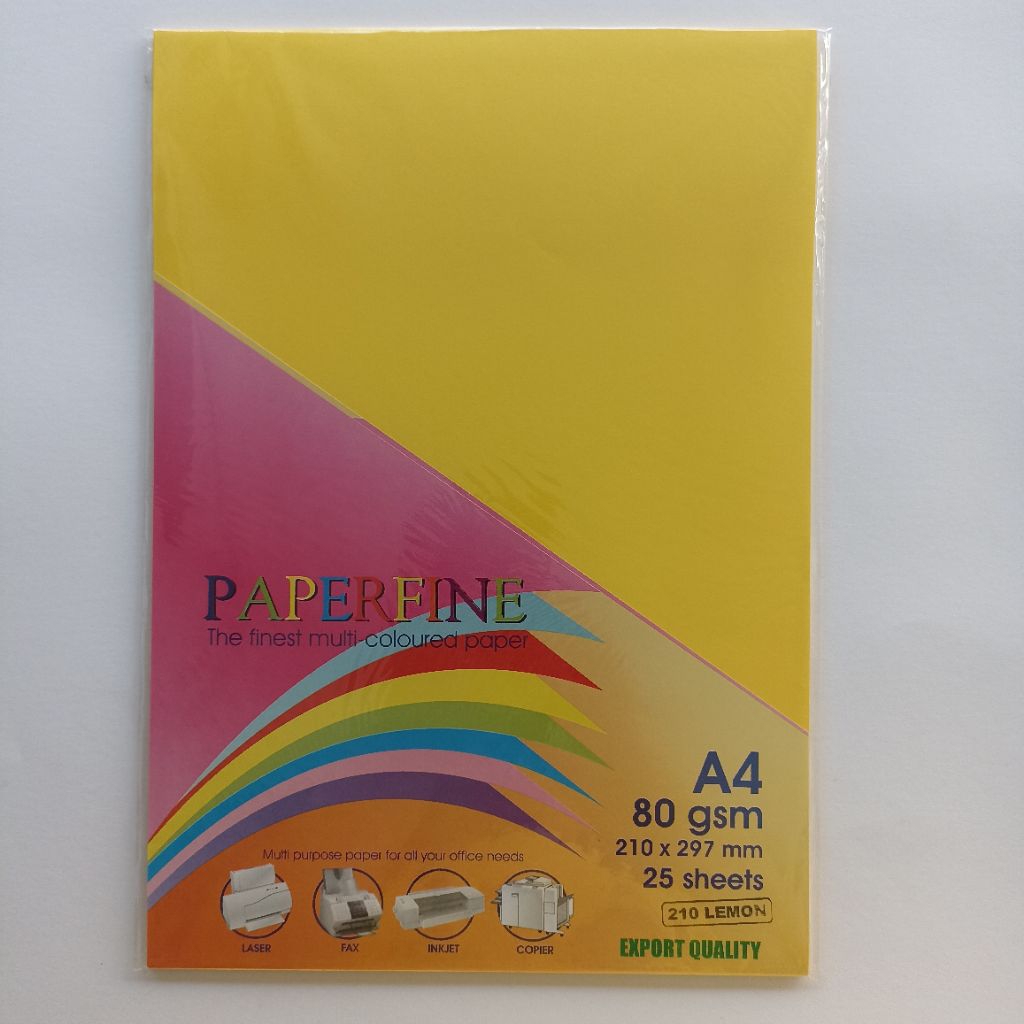 PAPERFINE
The finest multi-coloured paper
A4
80 gsm
210 x 297 mm
25 sheets
210 LEMON
EXPORT QUALITY
Multi purpose paper for all your office needs
LASER
FAX
INKJET
COPIER